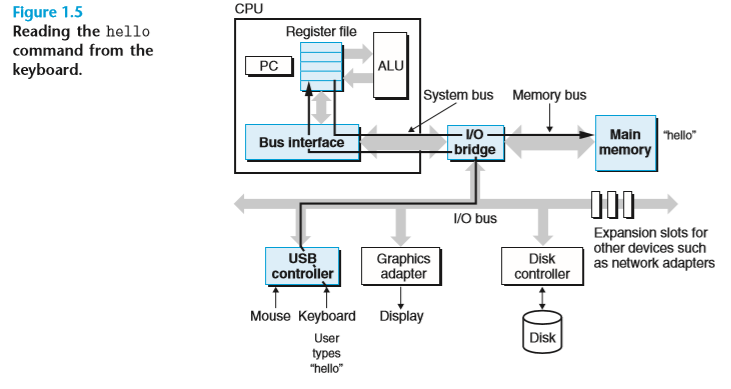 Figure 1.5
Reading the hello
command from the
keyboard.
CPU
Register file
PC
ALU
System bus
Memory bus
Bus interface
I/O
bridge
Main
memory
"hello"
I/O bus
Expansion slots for
other devices such
as network adapters
USB
controller
Graphics
adapter
Disk
controller
Mouse
Keyboard
Display
User
types
"hello"
Disk